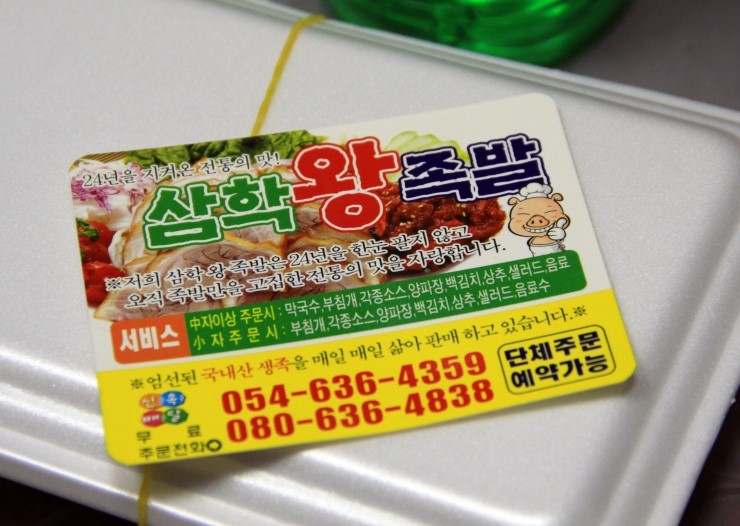 24년을 지켜온 전통의 맛!
삼학왕족발
※저희 삼학 왕 족발은 24년을 한눈 팔지 않고
오직 족발만을 고집한 전통의 맛을 자랑합니다.
서비스
中자이상 주문시 : 막국수,부침개,각종소스,양파장,백김치,상추,샐러드,음료
小 자 주 문 시 : 부침개,각종소스,양파장,백김치,상추,샐러드,음료수
※엄선된 국내산 생족을 매일 매일 삶아 판매 하고 있습니다.※
신속!
배달
무 료
주문전화
054-636-4359
080-636-4838
단체주문
예약가능